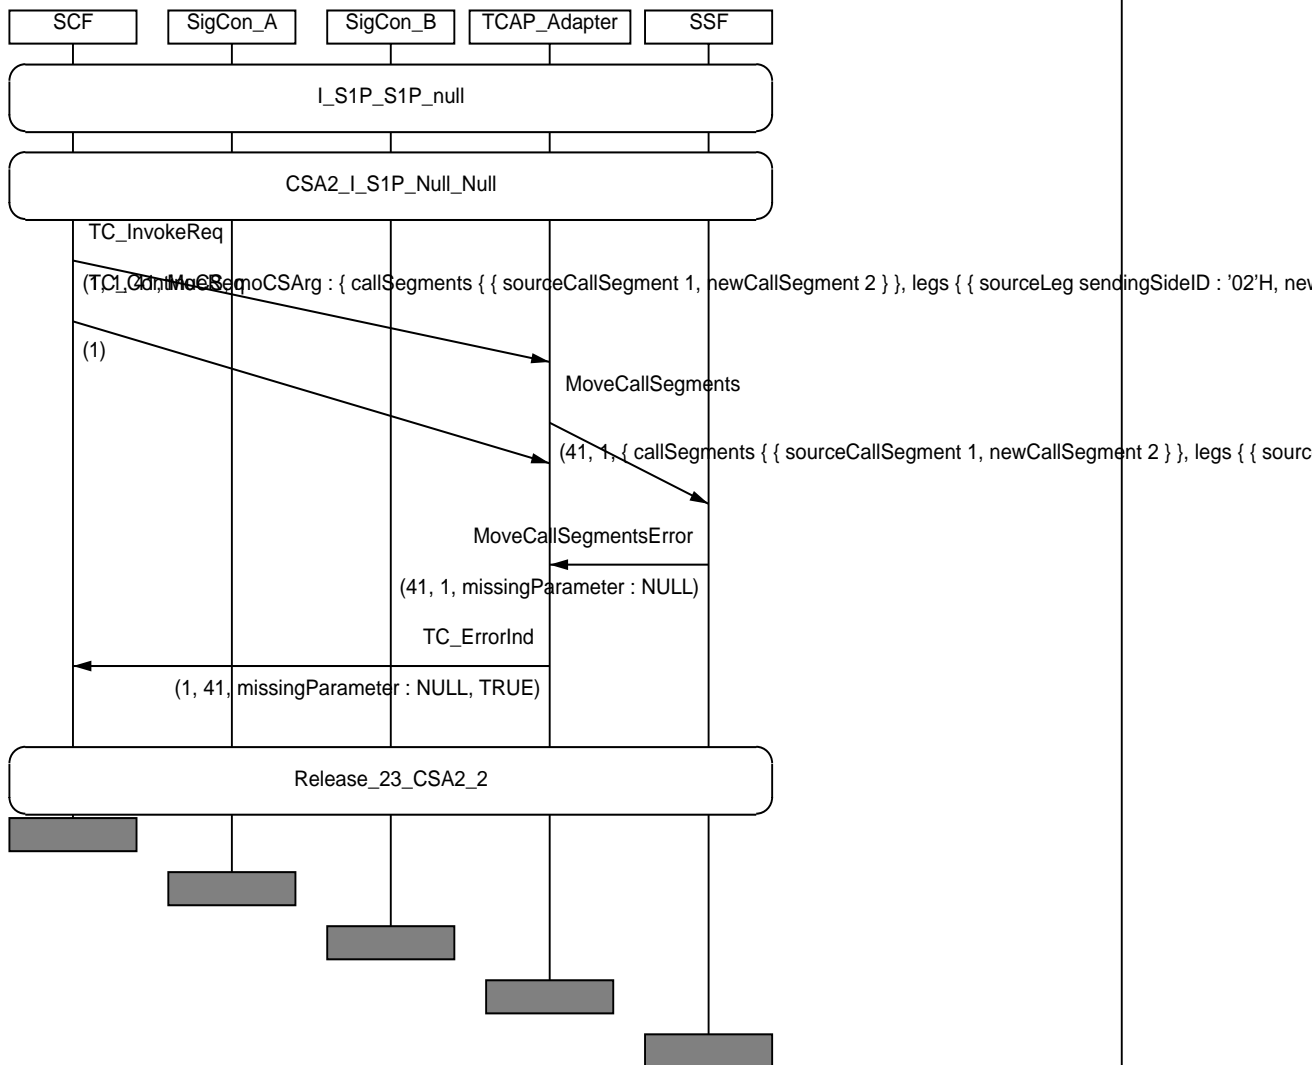 SCF SigCon_A SigCon_B TCAP_Adapter SSF
I_S1P_S1P_null
CSA2_I_S1P_Null_Null
TC_InvokeReq
TC_ContinueReq
CSArg : { callSegments { { sourceCallSegment 1, newCallSegment 2 } }, legs { { sourceLeg sendingSideID : '02'H,
(1)
MoveCallSegments
(41, 1, { callSegments { { sourceCallSegment 1, newCallSegment 2 } }, legs { {
MoveCallSegmentsError
(41, 1, missingParameter : NULL)
TC_ErrorInd
(1, 41, missingParameter : NULL, TRUE)
Release_23_CSA2_2